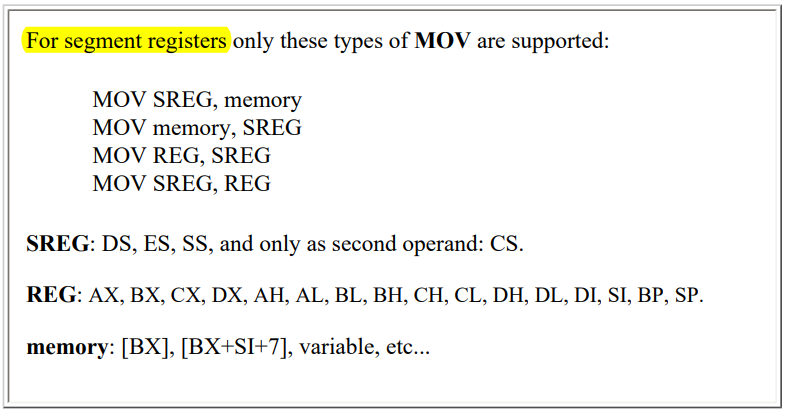 For segment registers only these types of MOV are supported:
MOV SREG, memory
MOV memory, SREG
MOV REG, SREG
MOV SREG, REG
SREG: DS, ES, SS, and only as second operand: CS.
REG: AX, BX, CX, DX, AH, AL, BL, BH, CH, CL, DH, DL, DI, SI, BP, SP.
memory: [BX], [BX+SI+7], variable, etc...